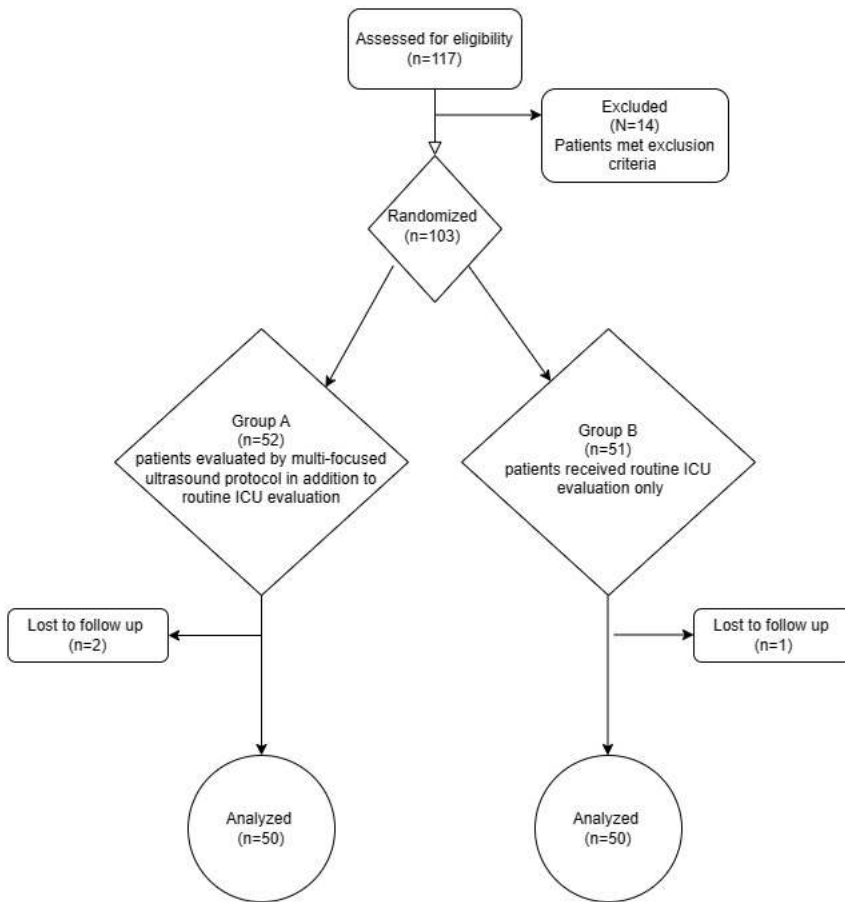 Assessed for eligibility
(n=117)
Excluded
(N=14)
Patients met exclusion
criteria
Randomized
(n=103)
Group A
(n=52)
patients evaluated by multi-focused
ultrasound protocol in addition to
routine ICU evaluation
Group B
(n=51)
patients received routine ICU
evaluation only
Lost to follow up
(n=2)
Lost to follow up
(n=1)
Analyzed
(n=50)
Analyzed
(n=50)